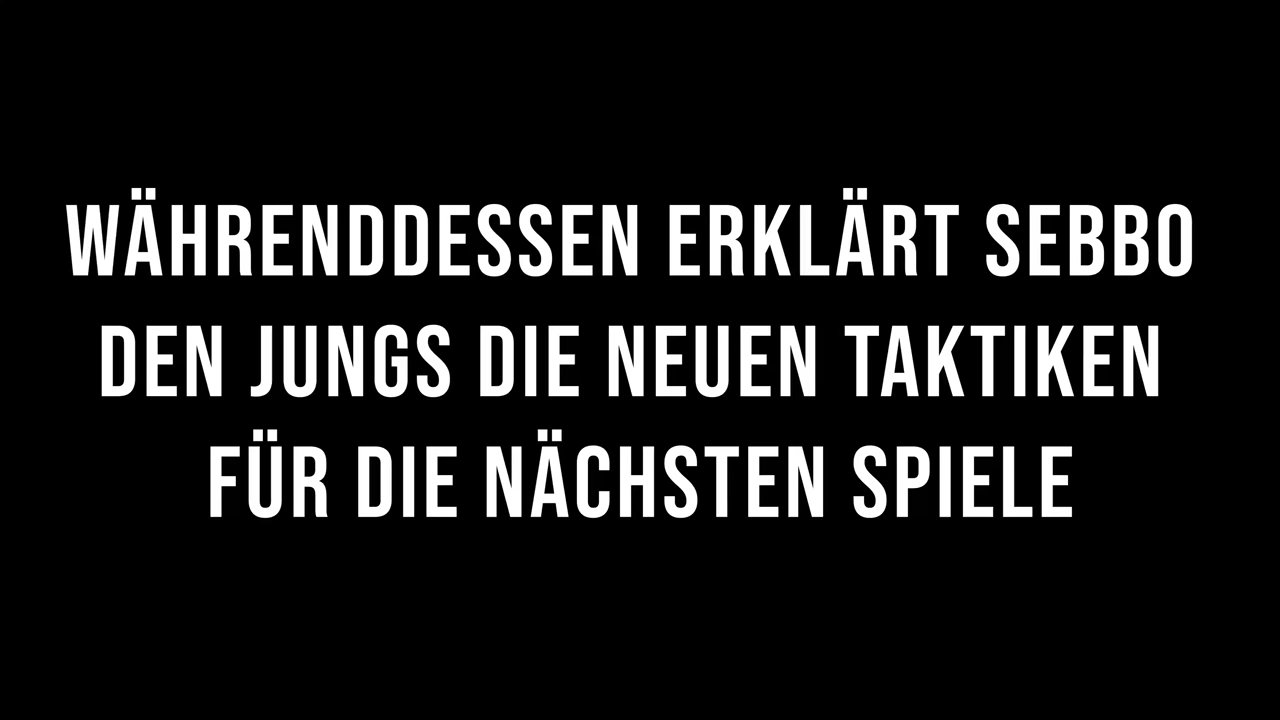 WÄHRENDDESSEN ERKLÄRT SEBBO
DEN JUNGS DIE NEUEN TAKTIKEN
FÜR DIE NÄCHSTEN SPIELE